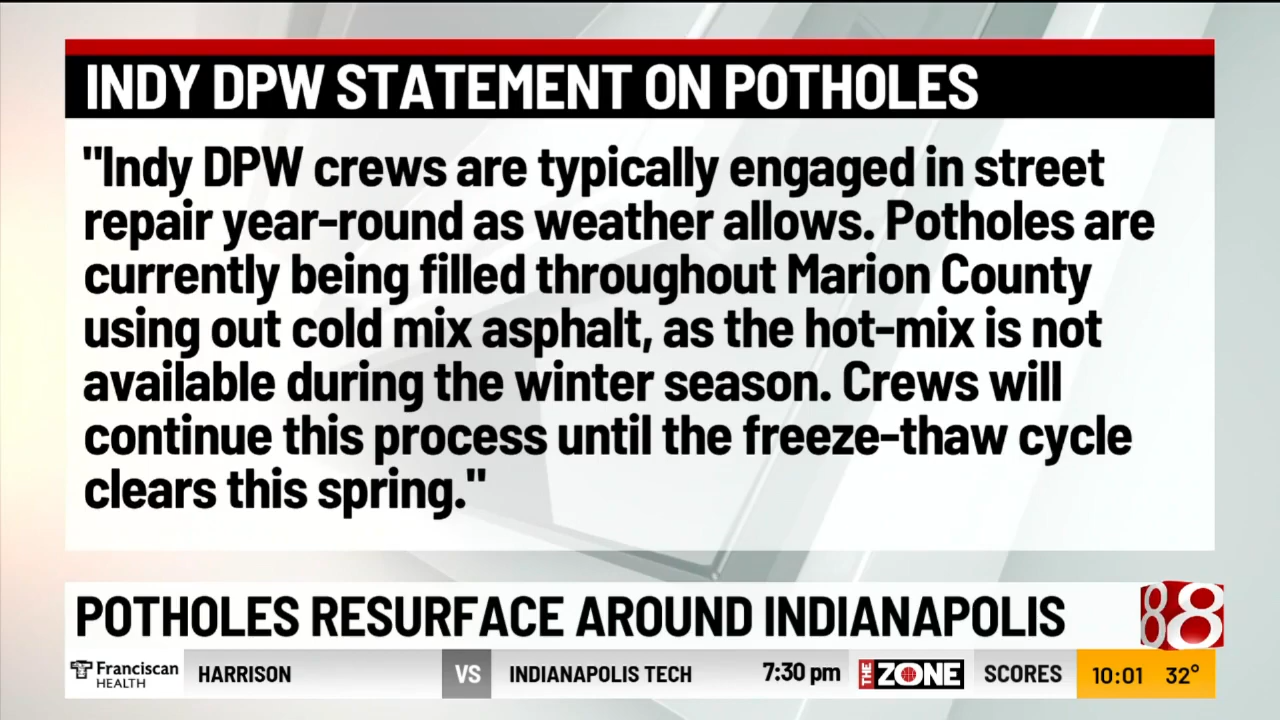 INDY DPW STATEMENT ON POTHOLES
"Indy DPW crews are typically engaged in street
repair year-round as weather allows. Potholes are
currently being filled throughout Marion County
using out cold mix asphalt, as the hot-mix is not
available during the winter season. Crews will
continue this process until the freeze-thaw cycle
clears this spring."
POTHOLES RESURFACE AROUND INDIANAPOLIS
8
Franciscan
HEALTH
HARRISON VS INDIANAPOLIS TECH 7:30 pm THE ZONE SCORES 10:01 32°